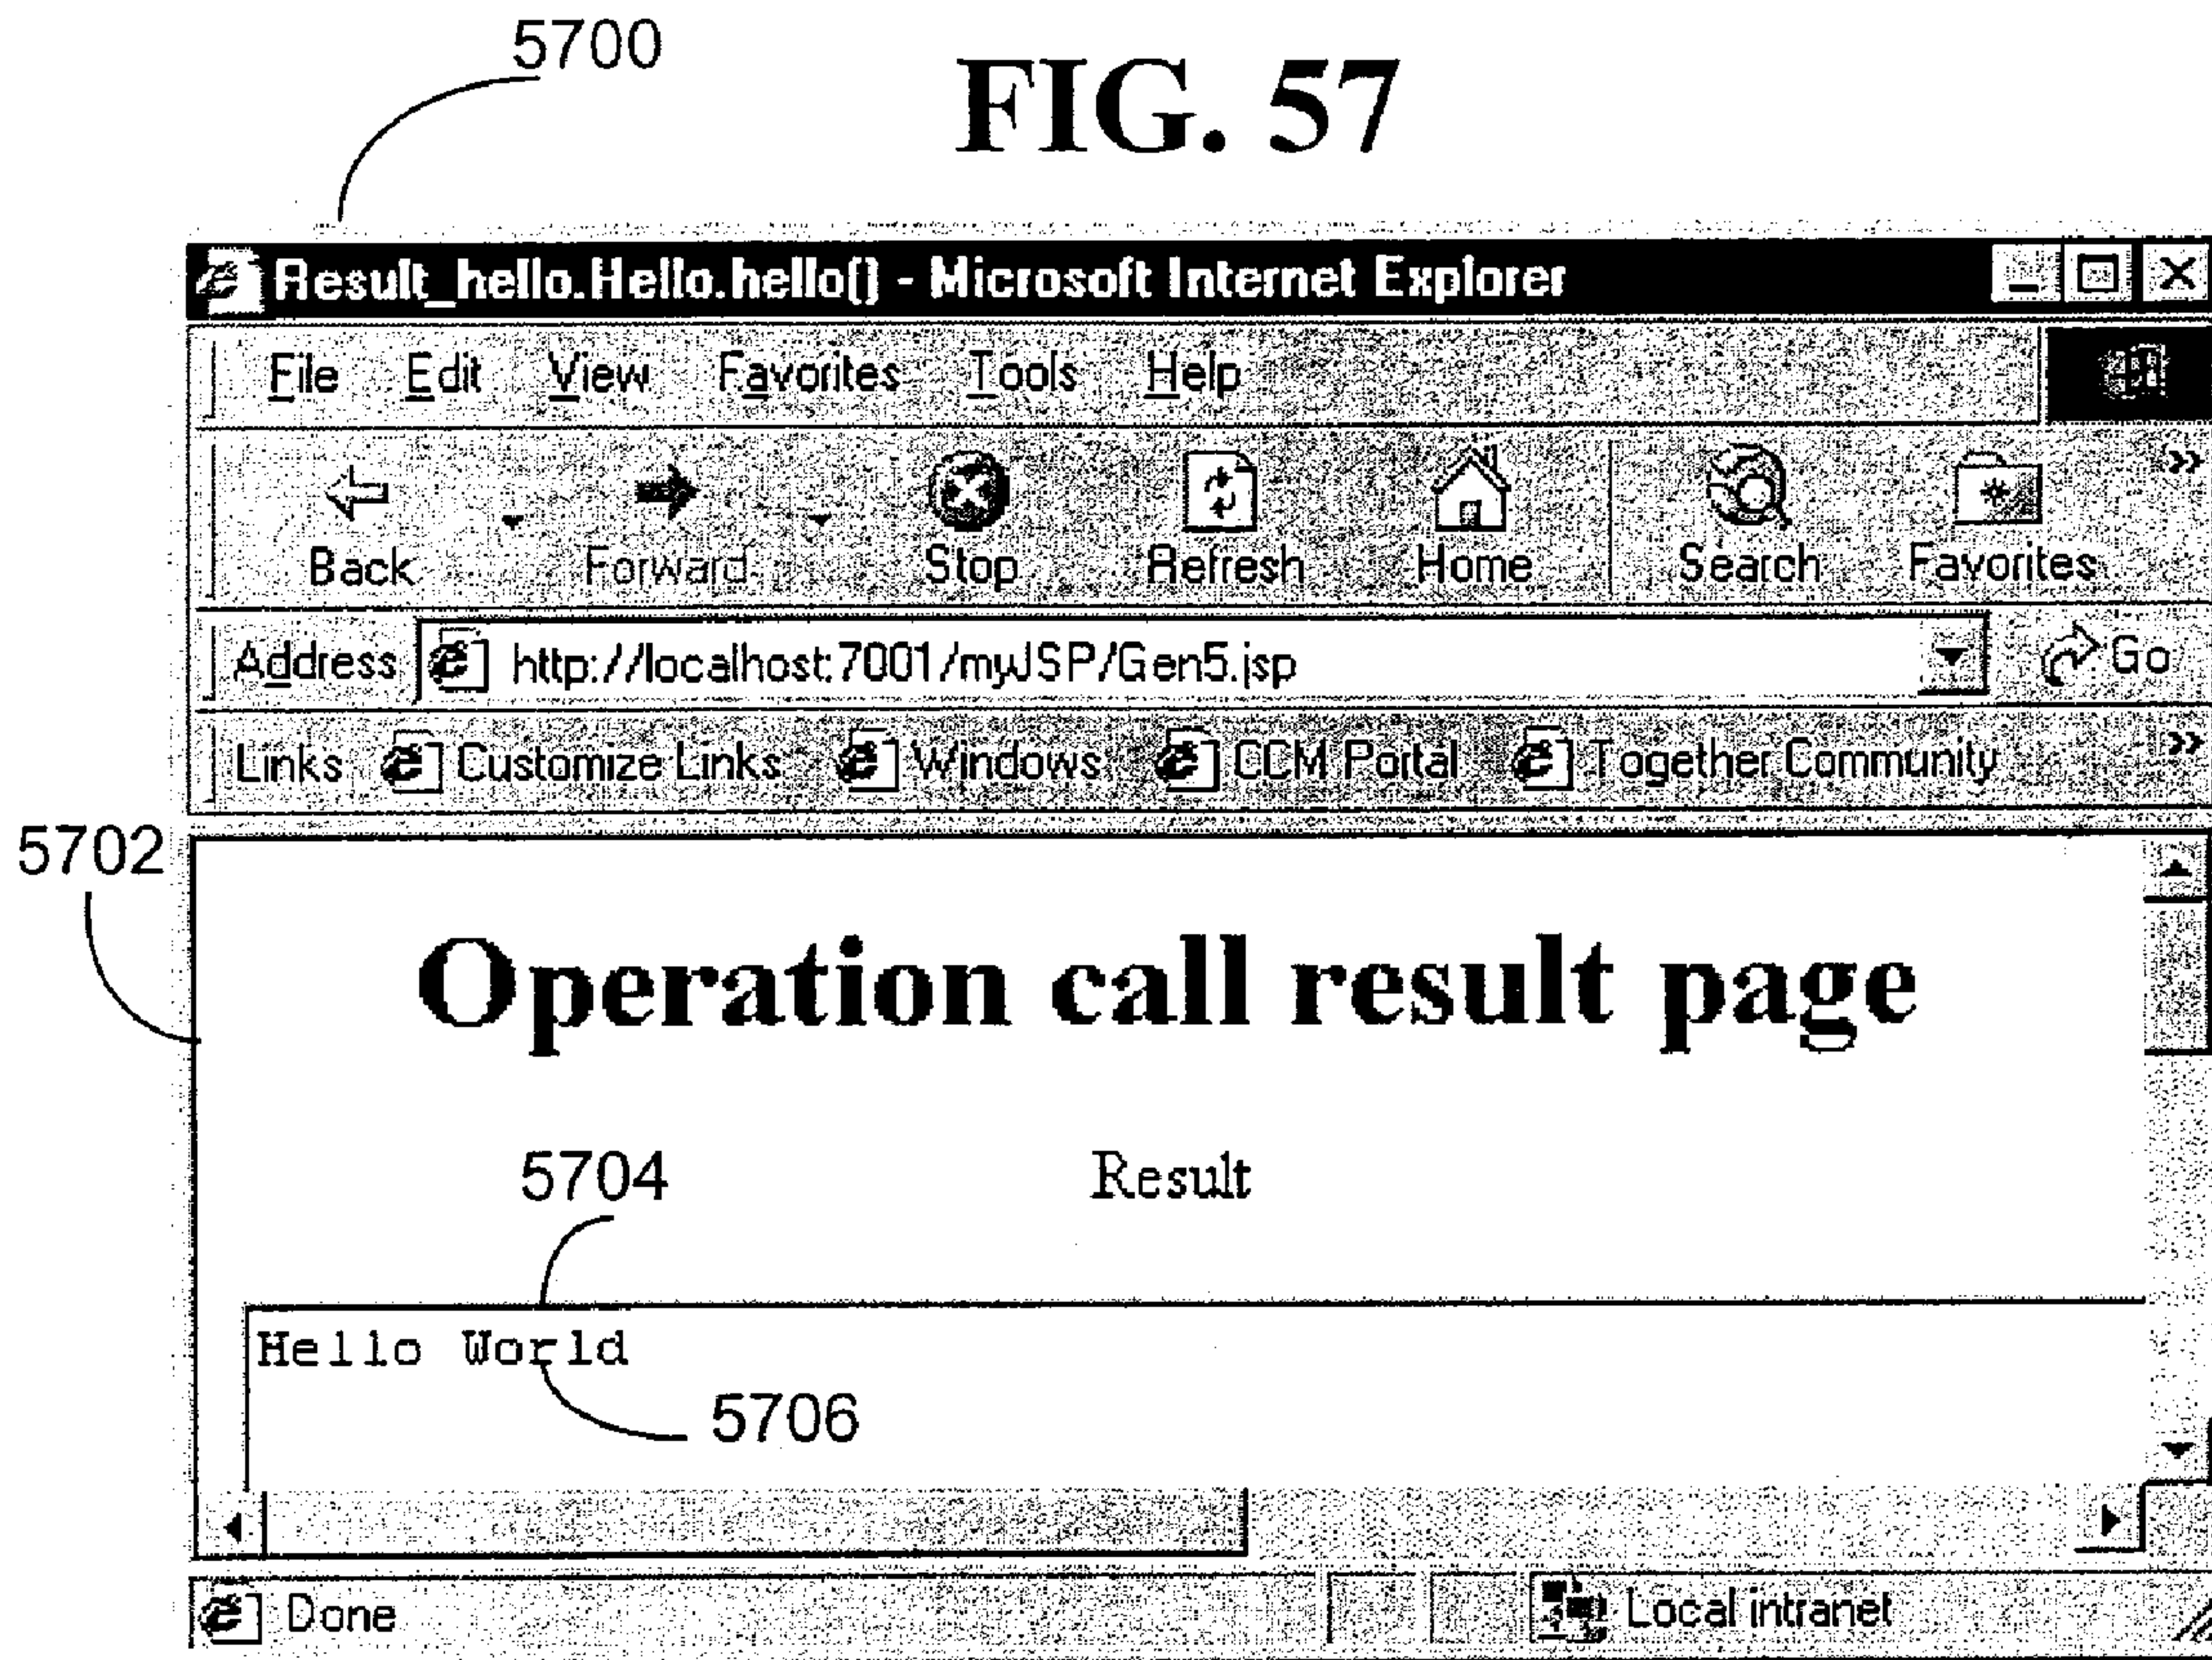 5700
FIG. 57
Result_hello.Hello.hello() - Microsoft Internet Explorer
File Edit View Favorites Tools Help
Back Forward Stop Refresh Home Search Favorites »
Address http://localhost:7001/myJSP/Gen5.jsp Go
Links Customize Links Windows CCM Portal Together Community »
5702
Operation call result page
5704 Result
Hello World
5706
Done Local intranet